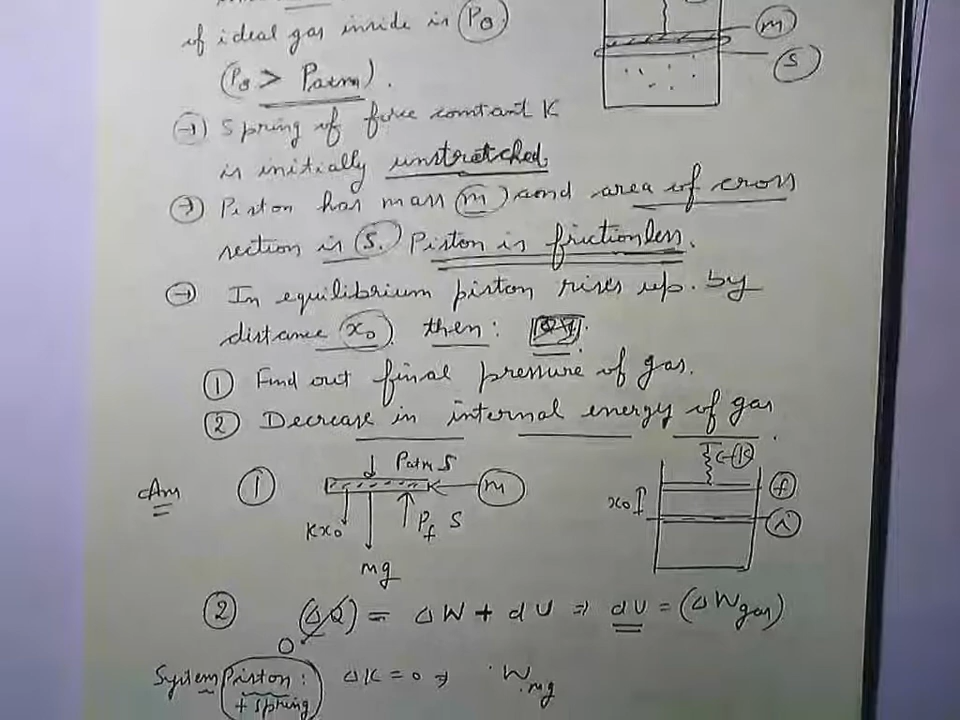 of ideal gas inside is P₀
(P₀ > Patm).
m
S
→ Spring of force constant K
is initially unstretched.
→ Piston has mass m and area of cross
section is S. Piston is frictionless.
→ In equilibrium piston rises up. by
distance x₀ then:
① Find out final pressure of gas.
② Decrease in internal energy of gas.
Ans ①
Patm S
m
Kx₀
Pf S
mg
K
x₀
f
i
② (ΔQ) = ΔW + dU ⇒ dU = (ΔWgas)
0
System Piston: ΔK = 0 ⇒ Wmg
+ spring